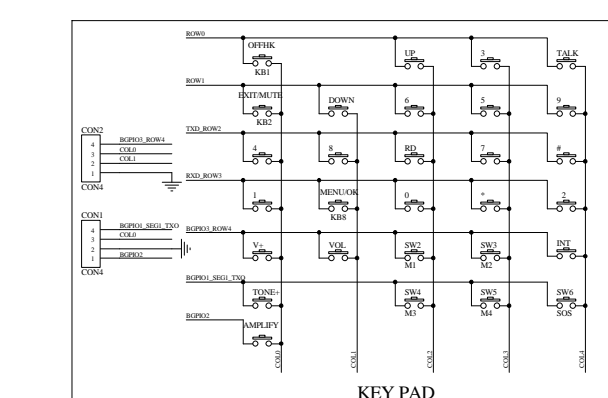 ROW0
OFFHK UP 3 TALK
KB1
ROW1
EXIT/MUTE DOWN 6 5 9
KB2
CON2
4 BGPIO3_ROW4
3 COL0
2 COL1
1
CON4
TXD_ROW2
4 8 RD 7 #
RXD_ROW3
1 MENU/OK 0 * 2
KB8
CON1
4 BGPIO1_SEG1_TXO
3 COL0
2
1 BGPIO2
CON4
BGPIO3_ROW4
V+ VOL SW2 SW3 INT
M1 M2
BGPIO1_SEG1_TXO
TONE+ SW4 SW5 SW6
M3 M4 SOS
BGPIO2
AMPLIFY
COL0 COL1 COL2 COL3 COL4
KEY PAD